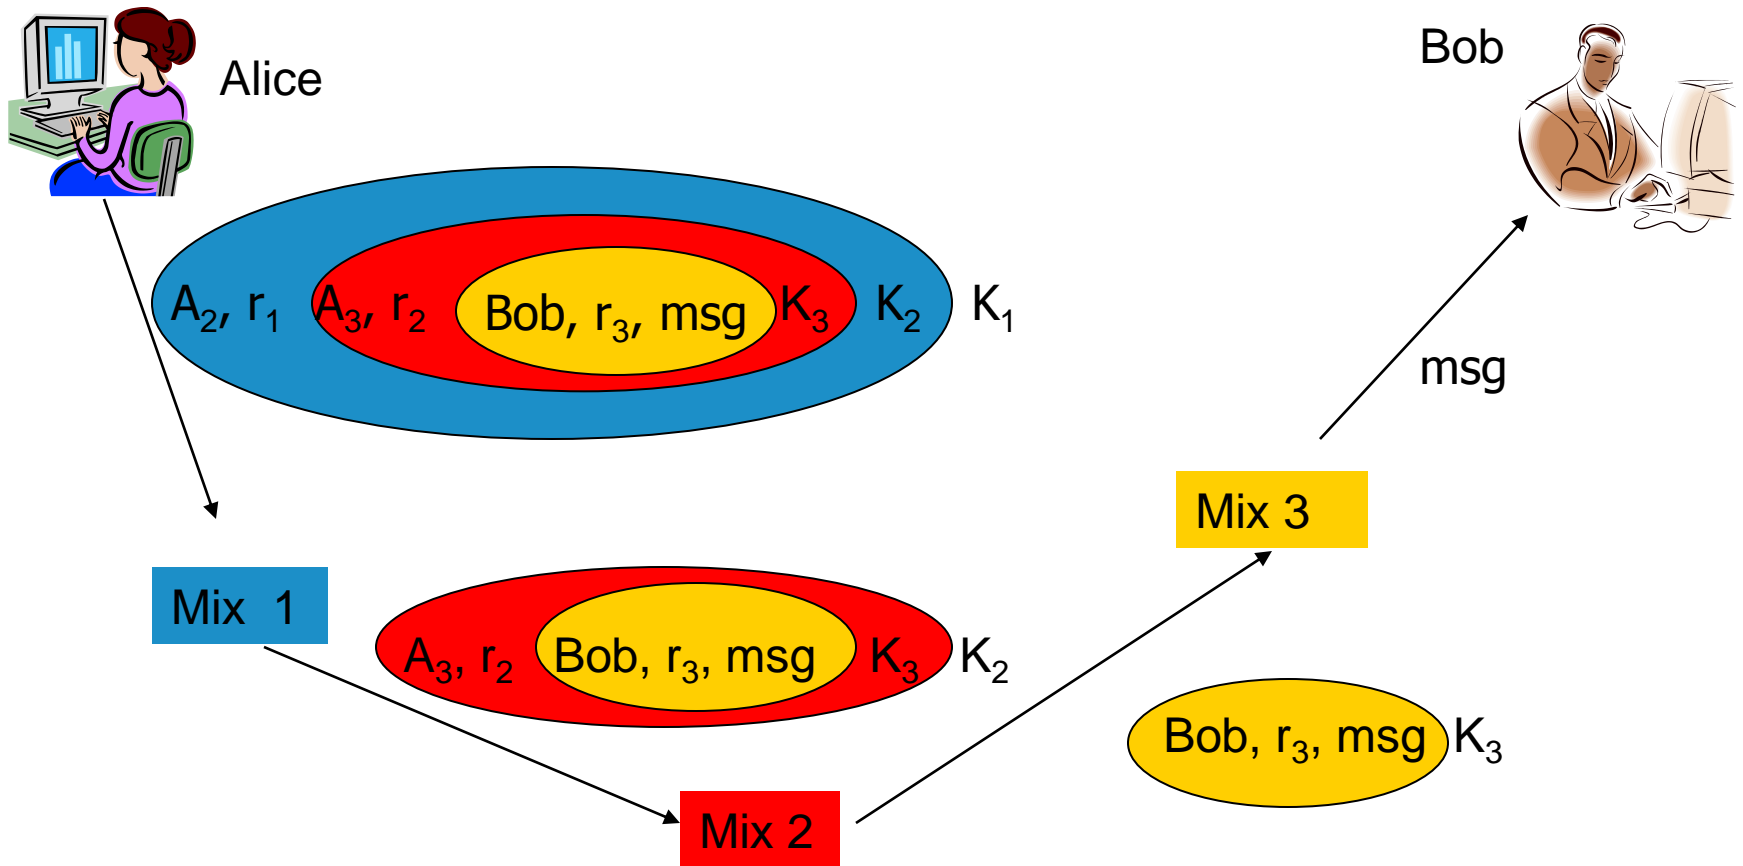 Alice
Bob
A₂, r₁ A₃, r₂ Bob, r₃, msg K₃ K₂ K₁
msg
Mix 3
Mix 1
A₃, r₂ Bob, r₃, msg K₃ K₂
Bob, r₃, msg K₃
Mix 2